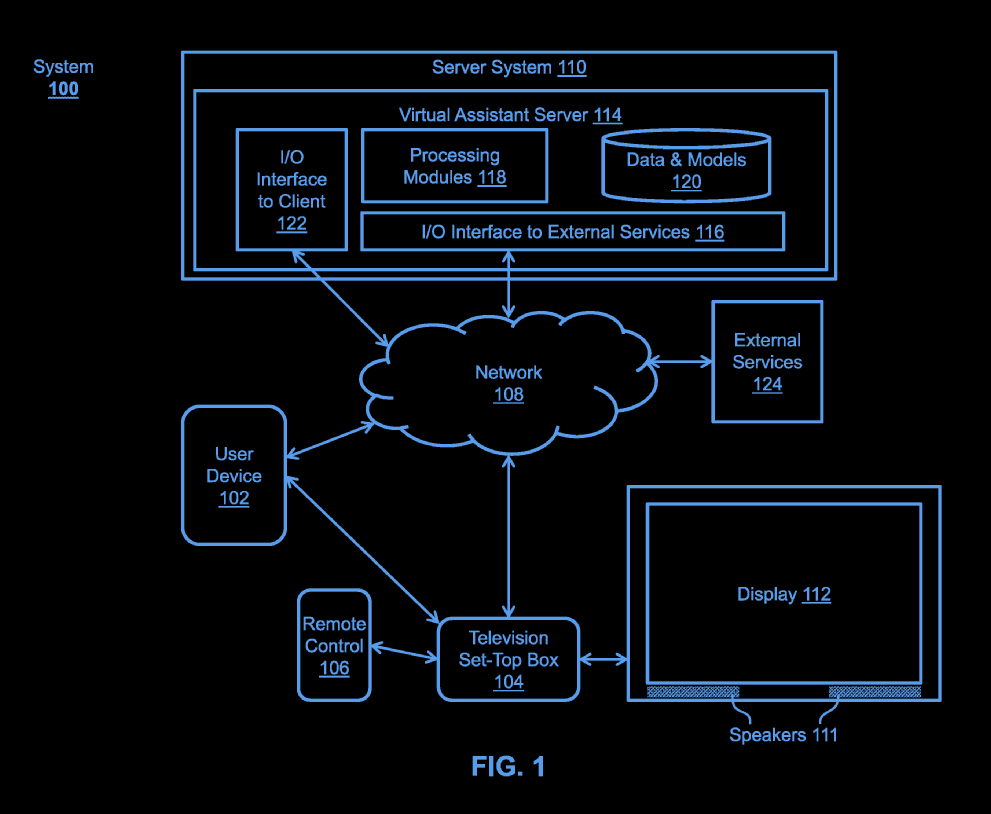 System
100
Server System 110
Virtual Assistant Server 114
I/O
Interface
to Client
122
Processing
Modules 118
Data & Models
120
I/O Interface to External Services 116
External
Services
124
Network
108
User
Device
102
Display 112
Remote
Control
106
Television
Set-Top Box
104
Speakers 111
FIG. 1